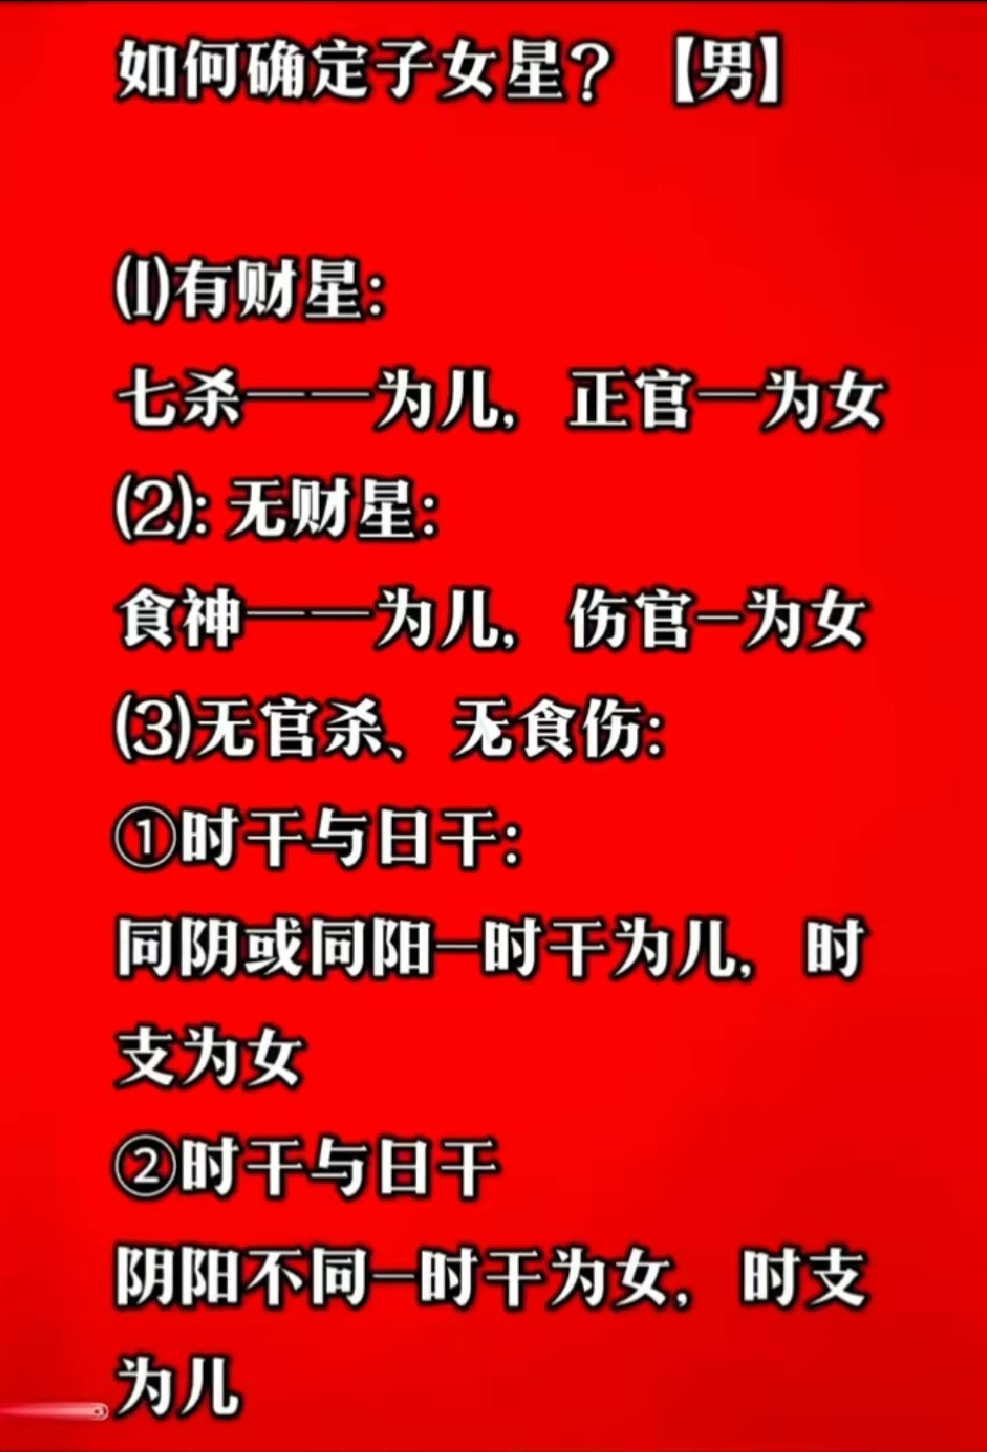 如何确定子女星？【男】
⑴有财星：
七杀——为儿，正官—为女
⑵：无财星：
食神——为儿，伤官—为女
⑶无官杀、无食伤：
①时干与日干：
同阴或同阳—时干为儿，时
支为女
②时干与日干
阴阳不同—时干为女，时支
为儿